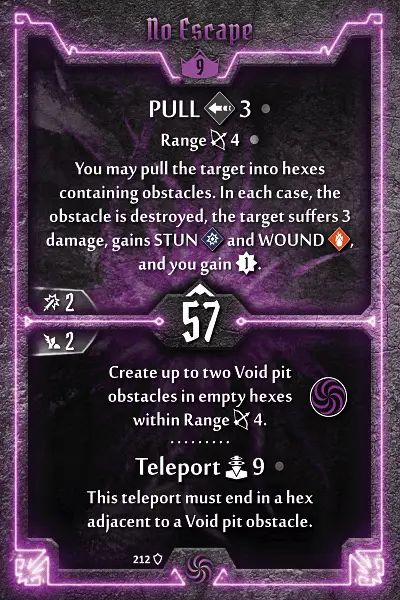 No Escape
9
PULL 3
Range 4
You may pull the target into hexes
containing obstacles. In each case, the
obstacle is destroyed, the target suffers 3
damage, gains STUN and WOUND ,
and you gain .
2
57
2
Create up to two Void pit
obstacles in empty hexes
within Range 4.
Teleport 9
This teleport must end in a hex
adjacent to a Void pit obstacle.
212